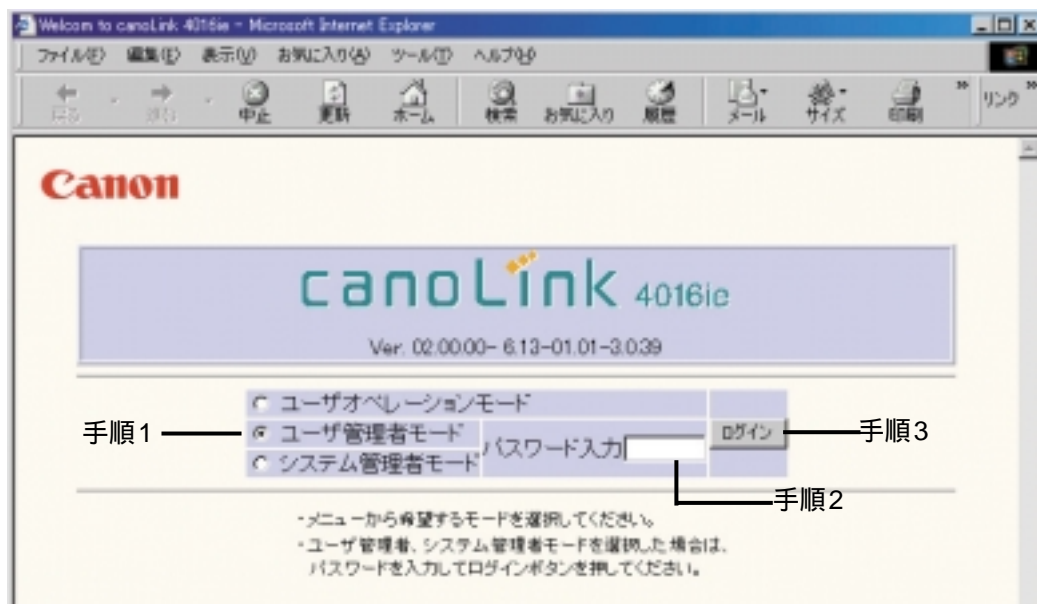 Welcom to canoLink 4016ie - Microsoft Internet Explorer
ファイル(F) 編集(E) 表示(V) お気に入り(A) ツール(T) ヘルプ(H)
戻る 進む 中止 更新 ホーム 検索 お気に入り 履歴 メール サイズ 印刷 » リンク »
Canon
canoLink 4016ie
Ver. 02.00.00- 6.13-01.01-3.0.39
ユーザオペレーションモード
手順1 ユーザ管理者モード パスワード入力 ログイン 手順3
システム管理者モード
手順2
・メニューから希望するモードを選択してください。
・ユーザ管理者、システム管理者モードを選択した場合は、
パスワードを入力してログインボタンを押してください。